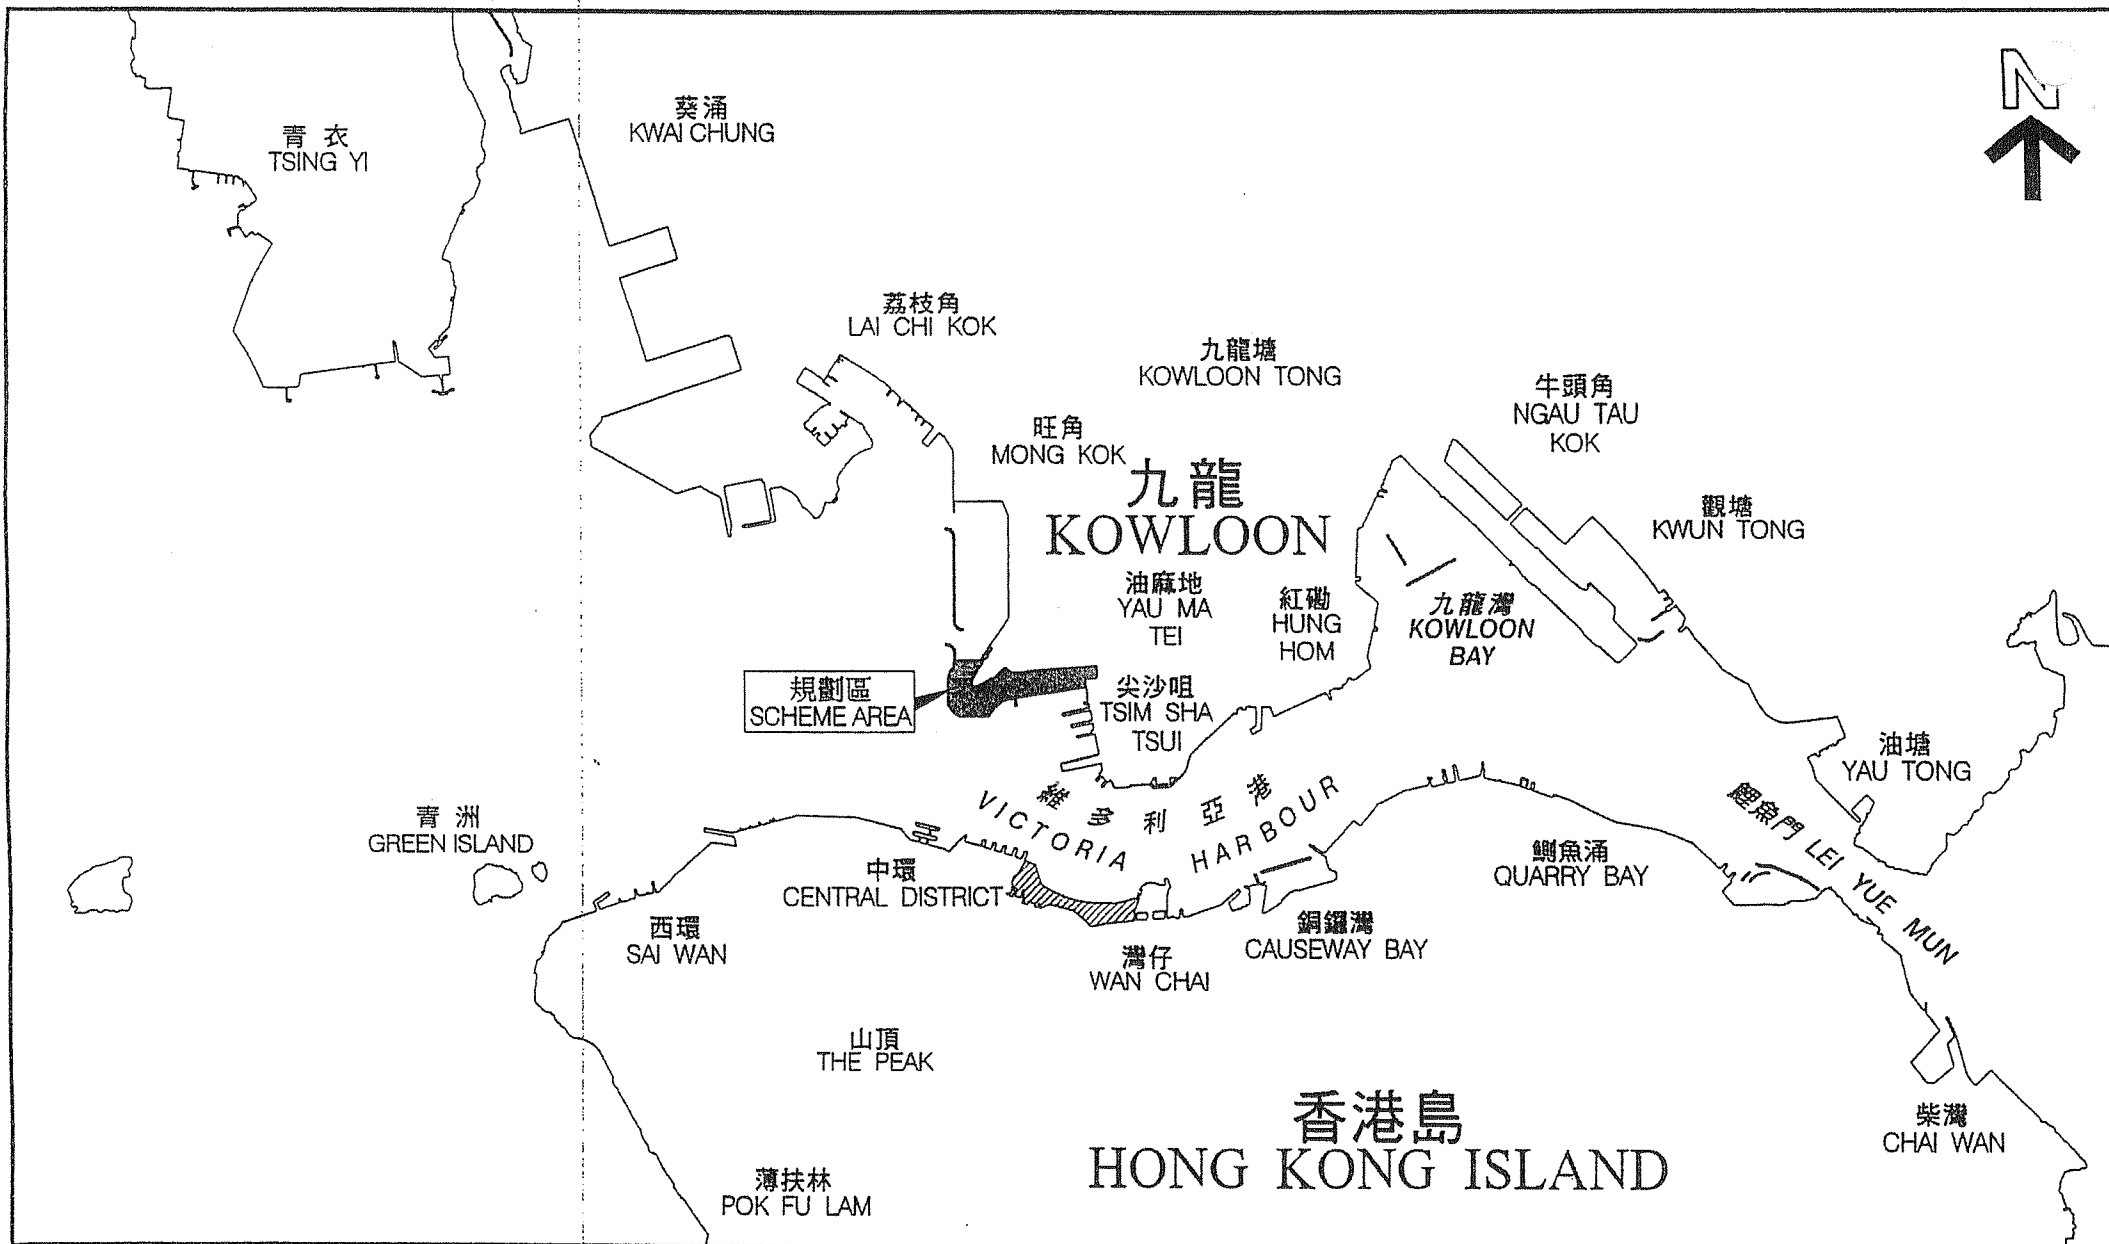 N
葵涌
KWAI CHUNG
青衣
TSING YI
荔枝角
LAI CHI KOK
九龍塘
KOWLOON TONG
牛頭角
NGAU TAU
KOK
旺角
MONG KOK
九龍
KOWLOON
觀塘
KWUN TONG
油麻地
YAU MA
TEI
紅磡
HUNG
HOM
九龍灣
KOWLOON
BAY
規劃區
SCHEME AREA
尖沙咀
TSIM SHA
TSUI
油塘
YAU TONG
維多利亞港
VICTORIA HARBOUR
鯉魚門 LEI YUE MUN
青洲
GREEN ISLAND
中環
CENTRAL DISTRICT
鰂魚涌
QUARRY BAY
西環
SAI WAN
灣仔
WAN CHAI
銅鑼灣
CAUSEWAY BAY
山頂
THE PEAK
香港島
HONG KONG ISLAND
柴灣
CHAI WAN
薄扶林
POK FU LAM